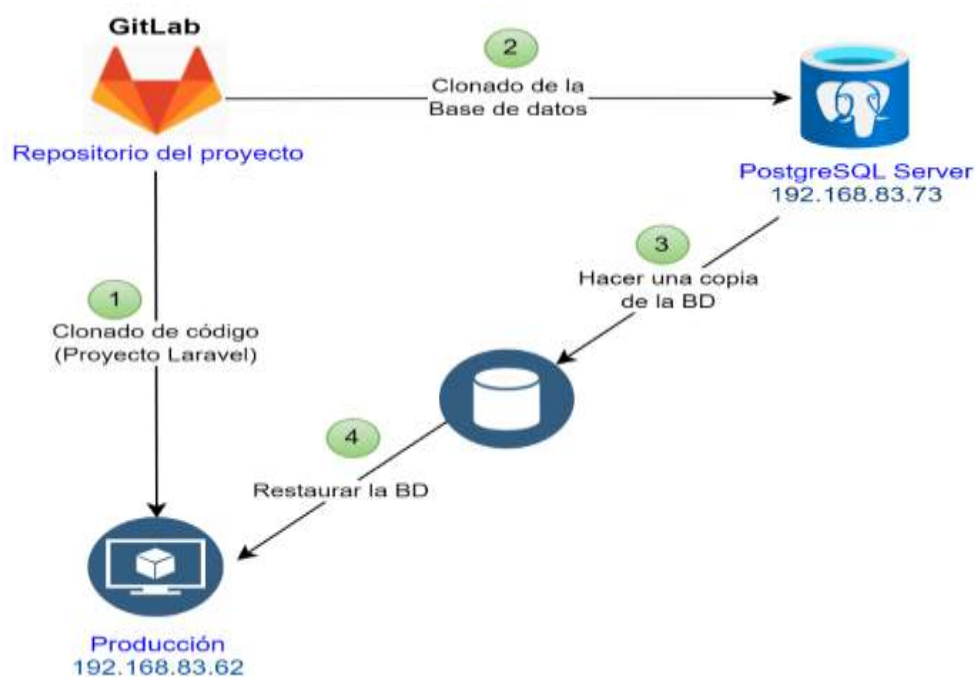 GitLab
Repositorio del proyecto
2
Clonado de la
Base de datos
PostgreSQL Server
192.168.83.73
3
Hacer una copia
de la BD
1
Clonado de código
(Proyecto Laravel)
4
Restaurar la BD
Producción
192.168.83.62